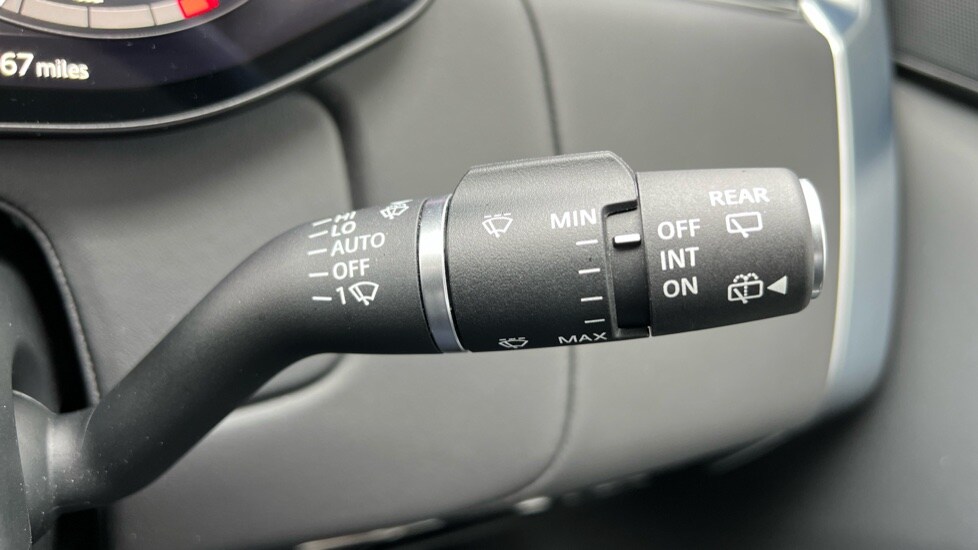 67 miles
HI
LO
AUTO
OFF
1
MIN
MAX
REAR
OFF
INT
ON